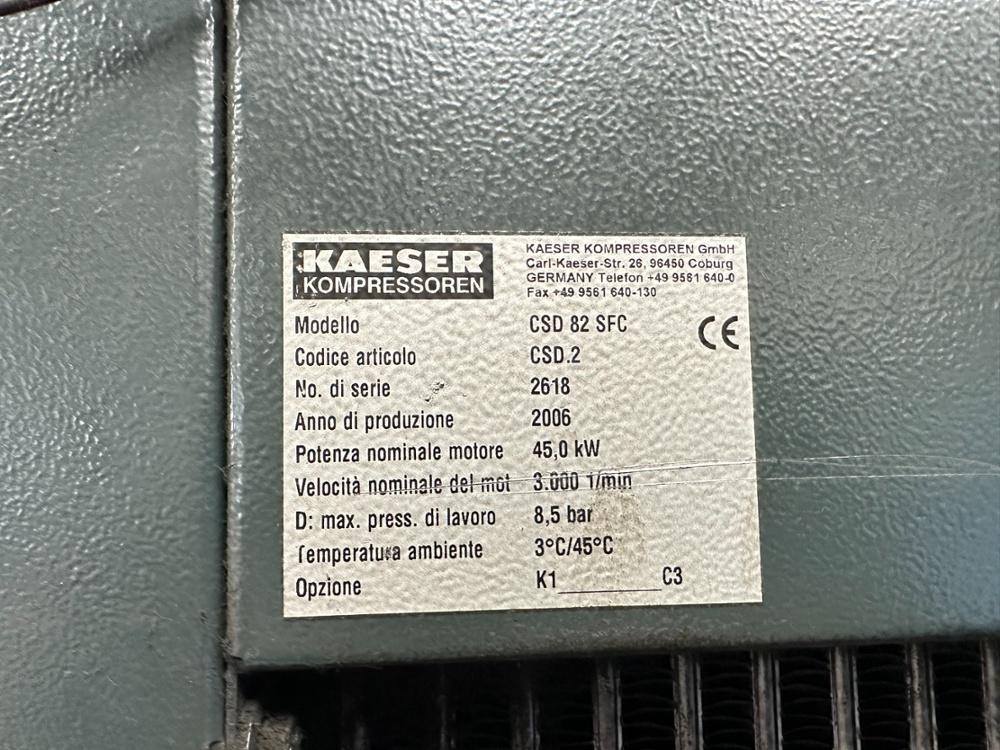 KAESER
KOMPRESSOREN
KAESER KOMPRESSOREN GmbH
Carl-Kaeser-Str. 26, 96450 Coburg
GERMANY Telefon +49 9561 640-0
Fax +49 9561 640-130
CE
Modello CSD 82 SFC
Codice articolo CSD.2
No. di serie 2618
Anno di produzione 2006
Potenza nominale motore 45,0 kW
Velocità nominale del mot 3.000 1/min
D: max. press. di lavoro 8,5 bar
Temperatura ambiente 3°C/45°C
Opzione K1________C3